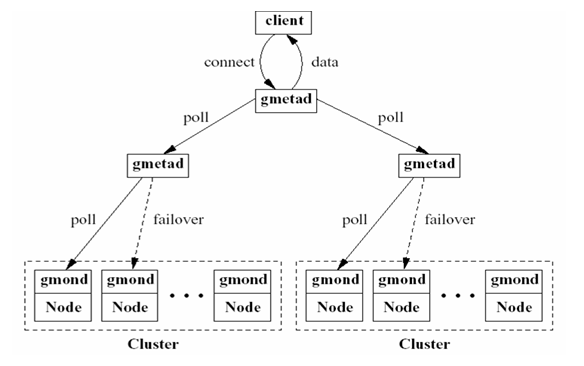 client
connect
data
gmetad
poll
poll
gmetad
gmetad
poll
failover
poll
failover
gmond
gmond
gmond
gmond
gmond
gmond
Node
Node
• • •
Node
Node
Node
• • •
Node
Cluster
Cluster